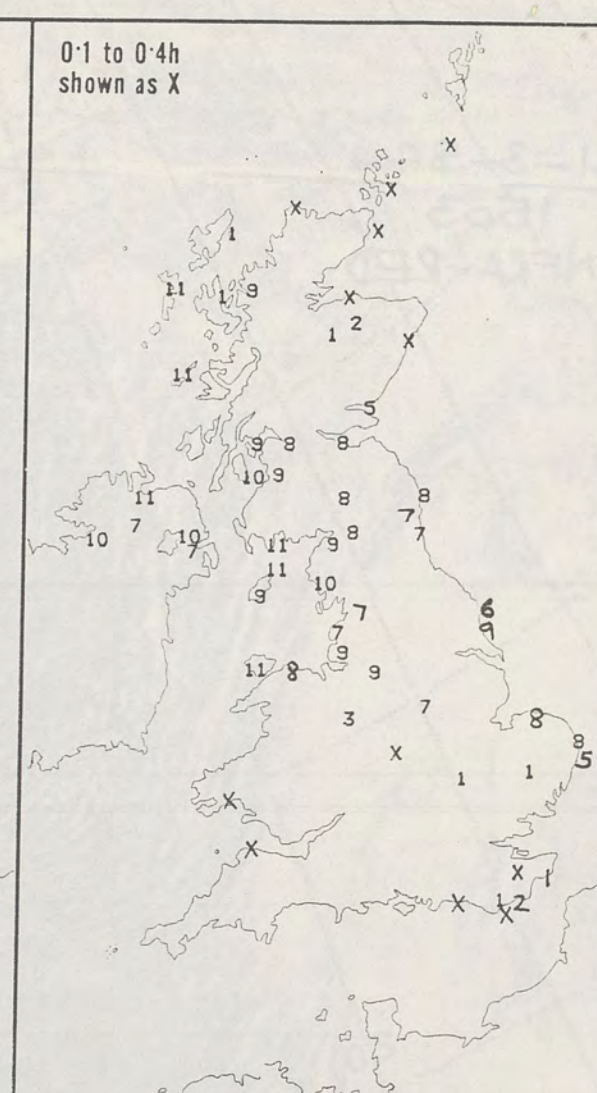 0·1 to 0·4h
shown as X
X
X
X
1 X
11 1 9 X
1 2 X
11
5
9 8 8
10 9
11 8 8
7 7
10 10 11 9 8 7
7
11
10
9
7 6
7 9
9
11 8 9
3 7 8
8
X 5
1 1
X
X
X 1
X 1 2
X